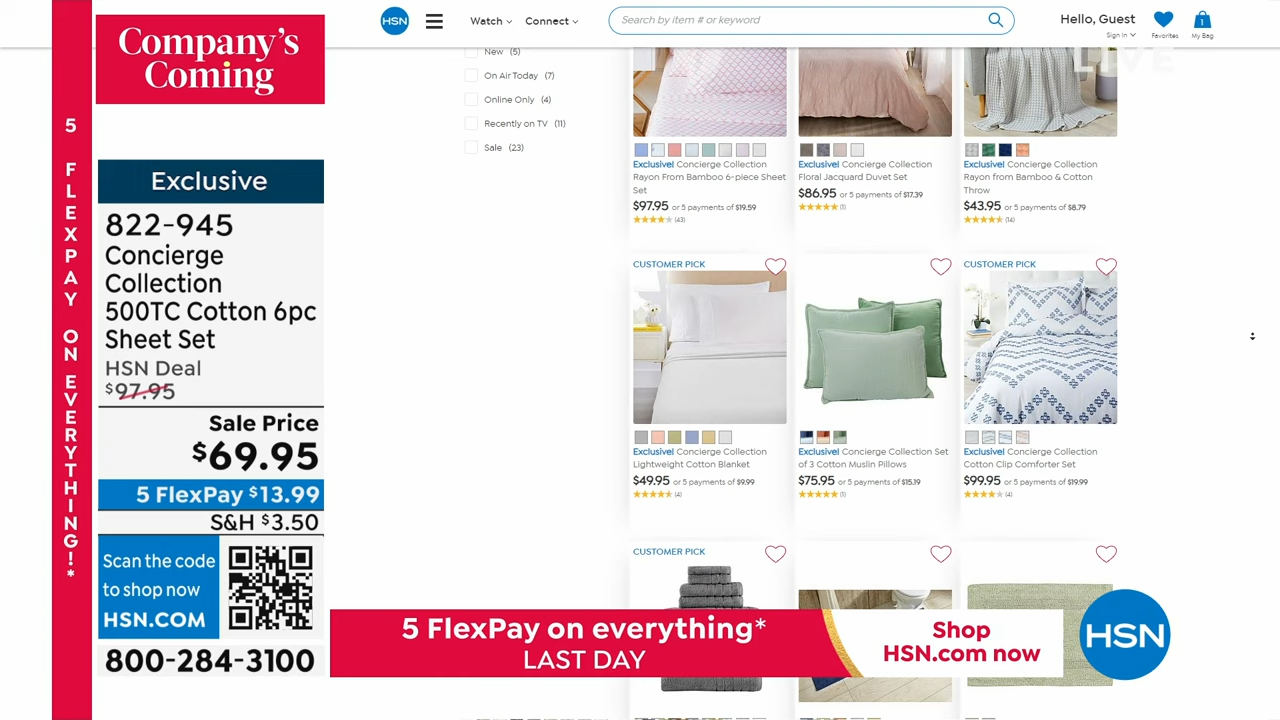 Company's
Coming
5 FLEXPAY ON EVERYTHING!*
Exclusive
822-945
Concierge
Collection
500TC Cotton 6pc
Sheet Set
HSN Deal
$97.95
Sale Price
$69.95
5 FlexPay $13.99
S&H $3.50
Scan the code
to shop now
HSN.COM
800-284-3100
HSN
Watch
Connect
Search by item # or keyword
Hello, Guest
Sign In
Favorites
1
My Bag
LIVE
New (5)
On Air Today (7)
Online Only (4)
Recently on TV (11)
Sale (23)
Exclusive! Concierge Collection
Rayon From Bamboo 6-piece Sheet
Set
$97.95 or 5 payments of $19.59
(43)
Exclusive! Concierge Collection
Floral Jacquard Duvet Set
$86.95 or 5 payments of $17.39
(1)
Exclusive! Concierge Collection
Rayon from Bamboo & Cotton
Throw
$43.95 or 5 payments of $8.79
(14)
CUSTOMER PICK
Exclusive! Concierge Collection
Lightweight Cotton Blanket
$49.95 or 5 payments of $9.99
(4)
Exclusive! Concierge Collection Set
of 3 Cotton Muslin Pillows
$75.95 or 5 payments of $15.19
(1)
CUSTOMER PICK
Exclusive! Concierge Collection
Cotton Clip Comforter Set
$99.95 or 5 payments of $19.99
(4)
CUSTOMER PICK
5 FlexPay on everything*
LAST DAY
Shop
HSN.com now
HSN